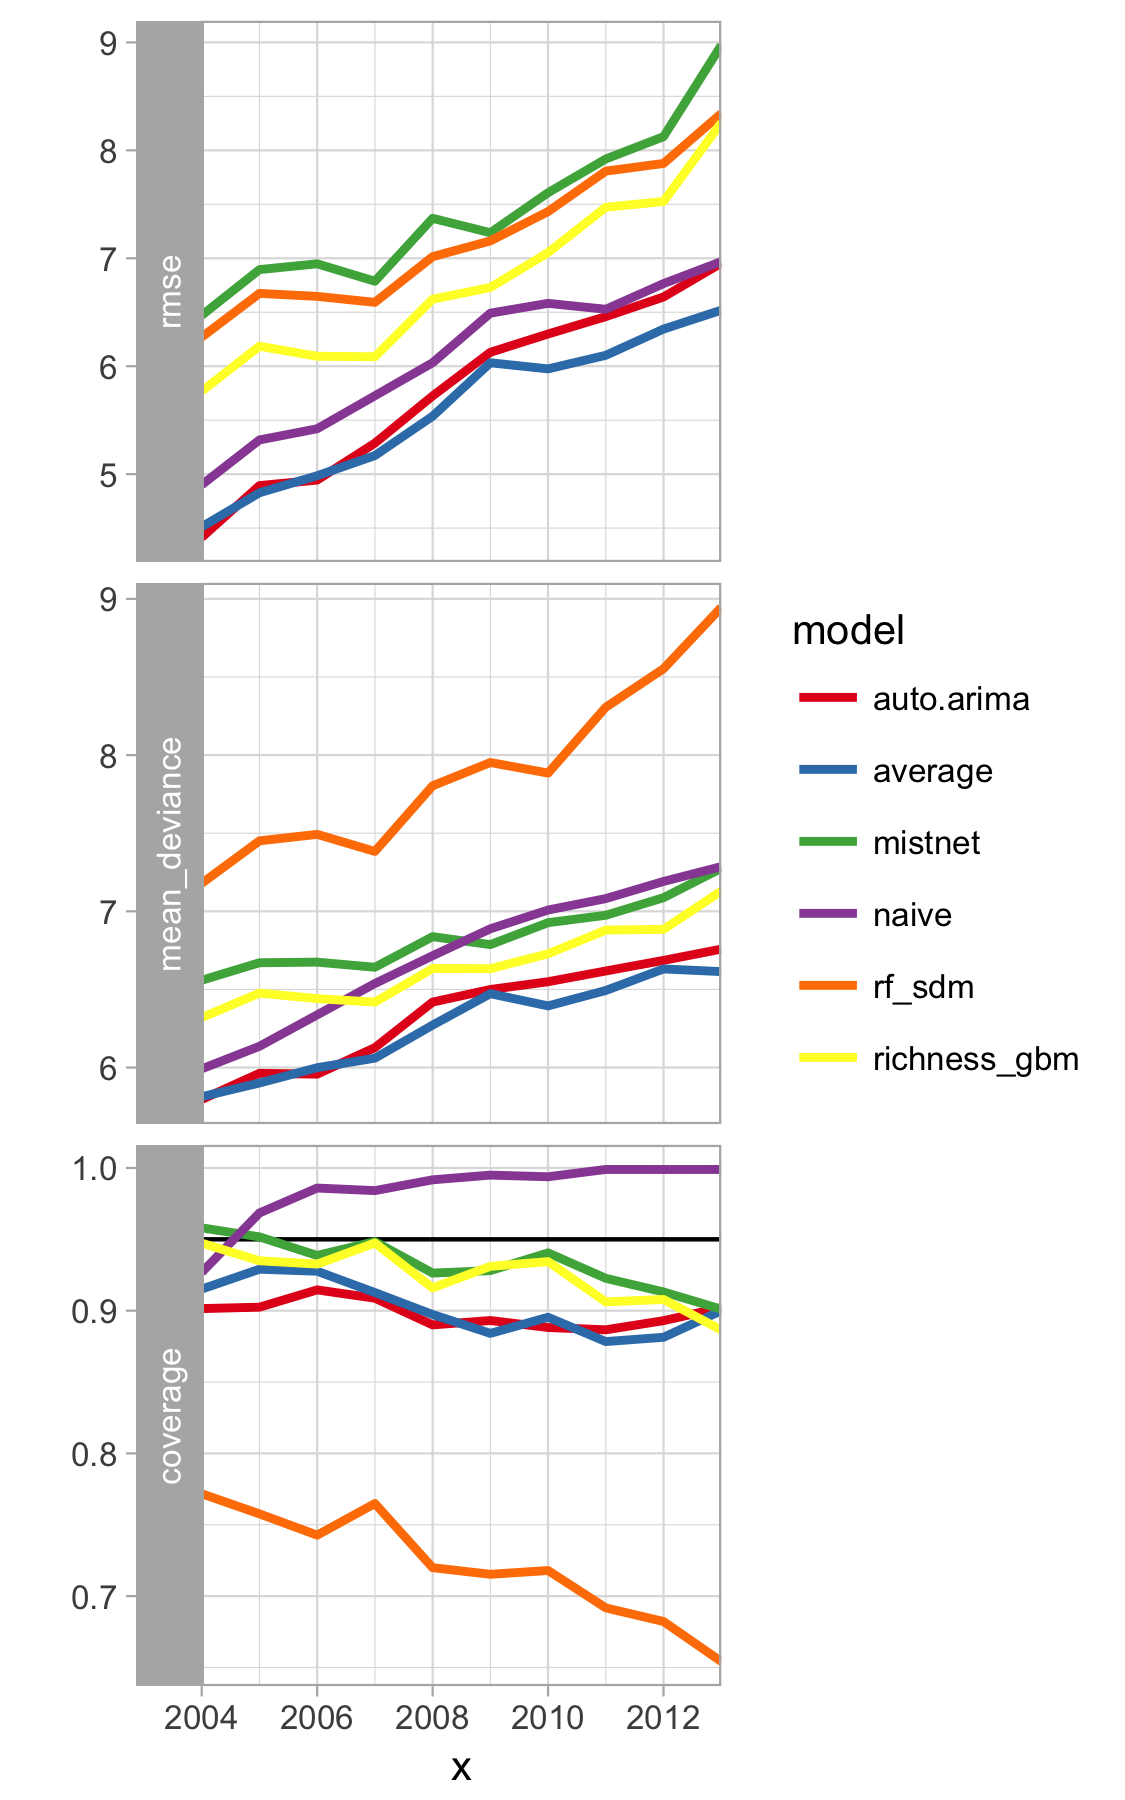 9
8
7
6
5
rmse
9
8
7
6
mean_deviance
1.0
0.9
0.8
0.7
coverage
2004 2006 2008 2010 2012
x
model
auto.arima
average
mistnet
naive
rf_sdm
richness_gbm